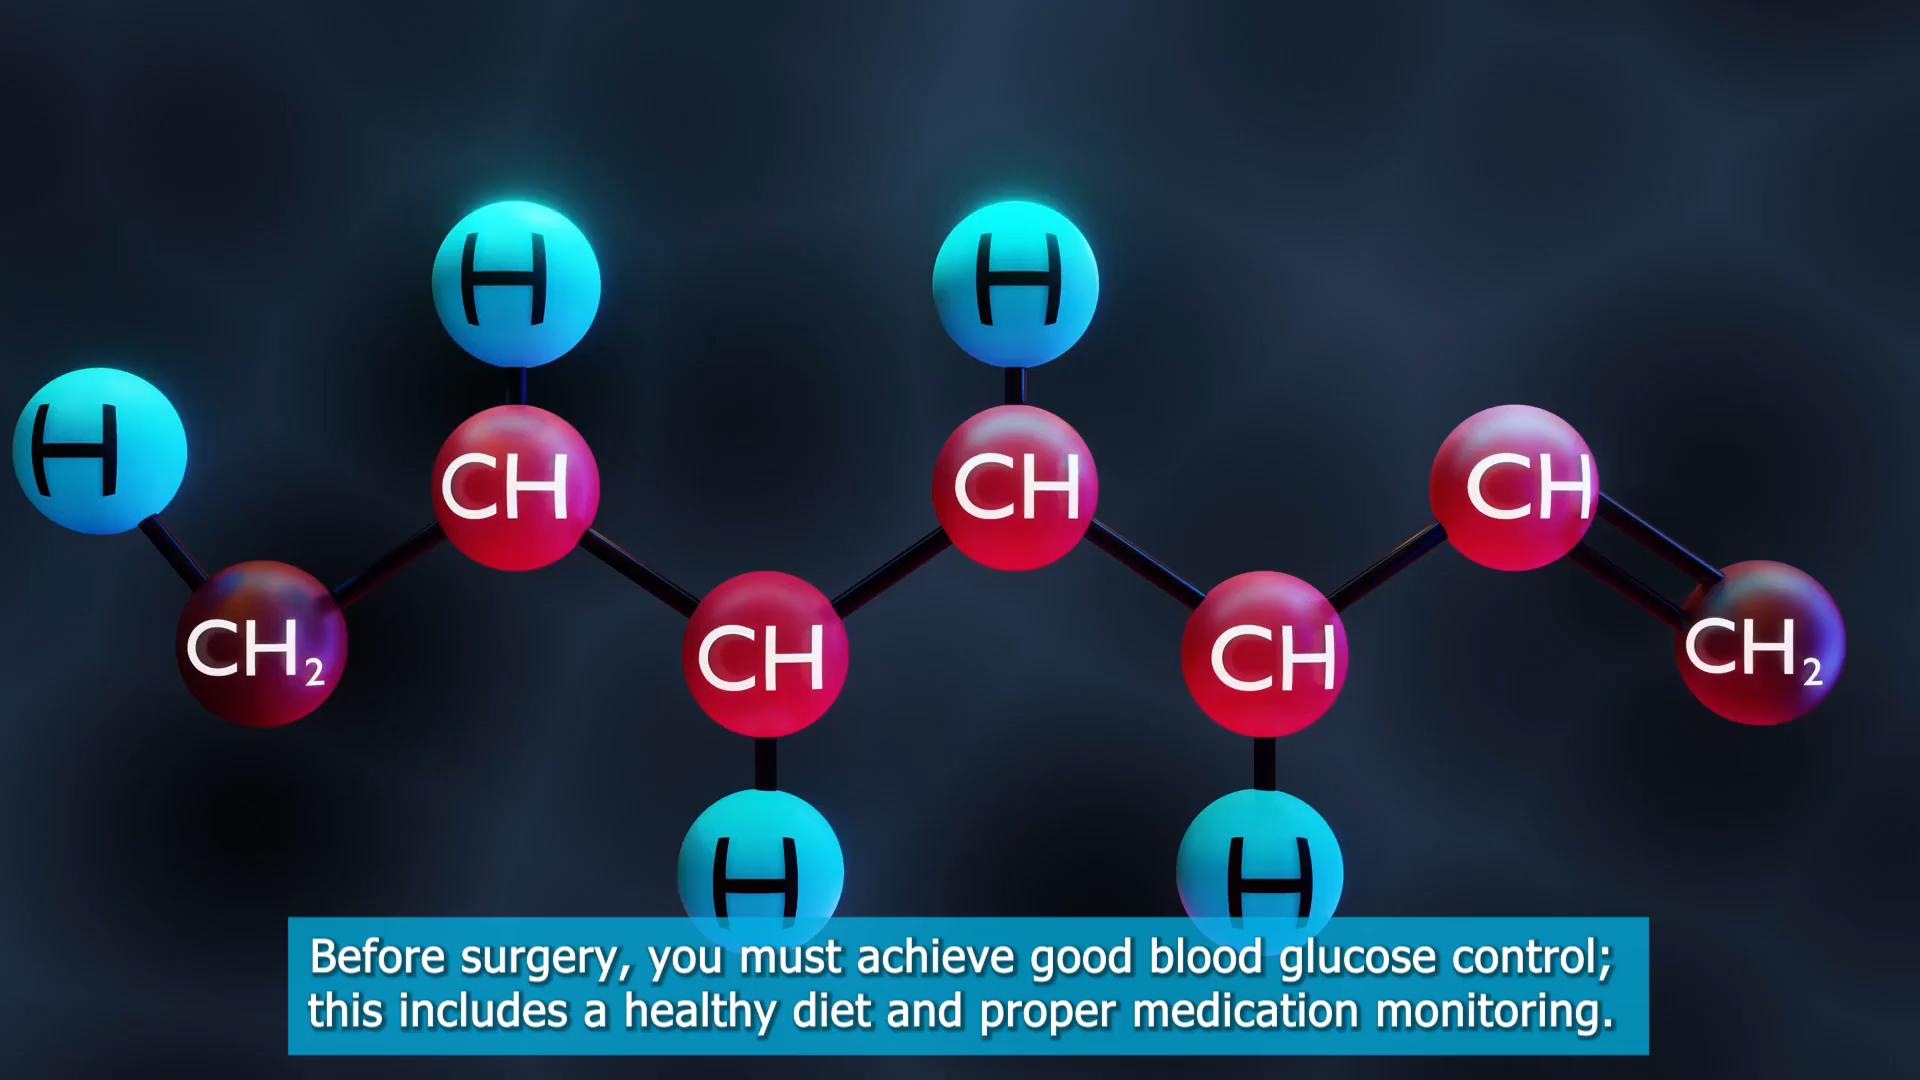 H
H
H
CH
CH
CH
CH₂
CH
CH
CH₂
H
H
Before surgery, you must achieve good blood glucose control;
this includes a healthy diet and proper medication monitoring.